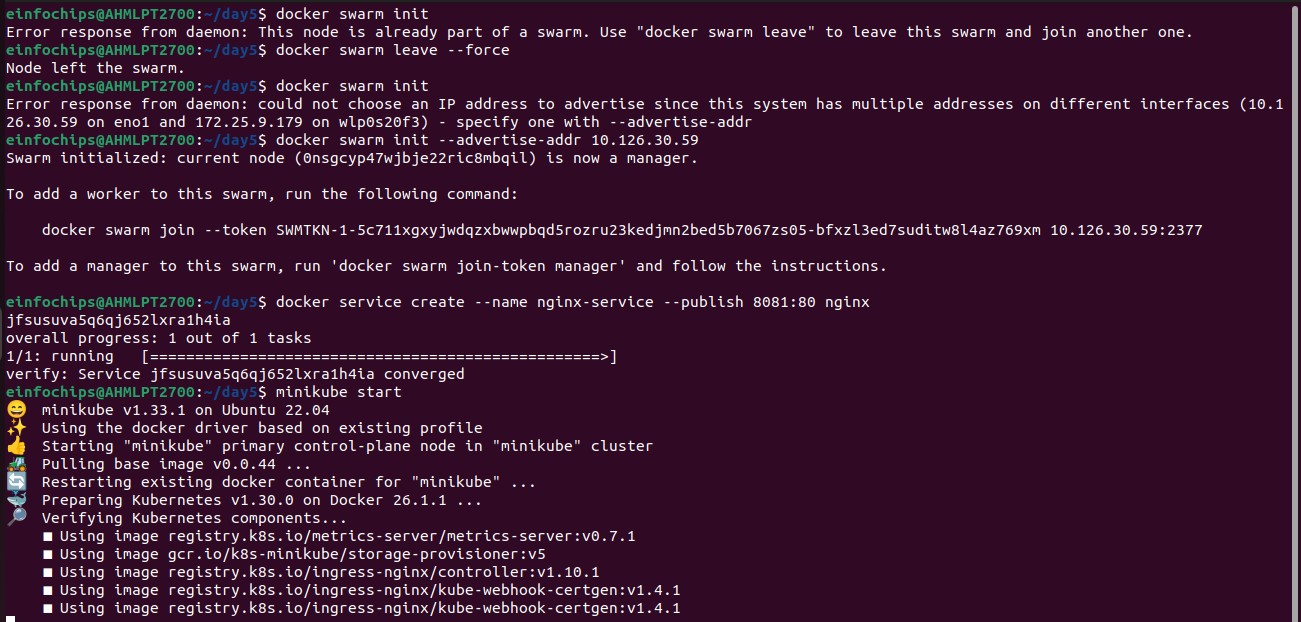 einfochips@AHMLPT2700:~/day5$ docker swarm init
Error response from daemon: This node is already part of a swarm. Use "docker swarm leave" to leave this swarm and join another one.
einfochips@AHMLPT2700:~/day5$ docker swarm leave --force
Node left the swarm.
einfochips@AHMLPT2700:~/day5$ docker swarm init
Error response from daemon: could not choose an IP address to advertise since this system has multiple addresses on different interfaces (10.1
26.30.59 on eno1 and 172.25.9.179 on wlp0s20f3) - specify one with --advertise-addr
einfochips@AHMLPT2700:~/day5$ docker swarm init --advertise-addr 10.126.30.59
Swarm initialized: current node (0nsgcyp47wjbje22ric8mbqil) is now a manager.

To add a worker to this swarm, run the following command:

    docker swarm join --token SWMTKN-1-5c711xgxyjwdqzxbwwpbqd5rozru23kedjmn2bed5b7067zs05-bfxzl3ed7suditw8l4az769xm 10.126.30.59:2377

To add a manager to this swarm, run 'docker swarm join-token manager' and follow the instructions.

einfochips@AHMLPT2700:~/day5$ docker service create --name nginx-service --publish 8081:80 nginx
jfsusuva5q6qj652lxra1h4ia
overall progress: 1 out of 1 tasks
1/1: running   [==================================================>]
verify: Service jfsusuva5q6qj652lxra1h4ia converged
einfochips@AHMLPT2700:~/day5$ minikube start
😄  minikube v1.33.1 on Ubuntu 22.04
✨  Using the docker driver based on existing profile
👍  Starting "minikube" primary control-plane node in "minikube" cluster
🚜  Pulling base image v0.0.44 ...
🔄  Restarting existing docker container for "minikube" ...
🐳  Preparing Kubernetes v1.30.0 on Docker 26.1.1 ...
🔎  Verifying Kubernetes components...
    ▪ Using image registry.k8s.io/metrics-server/metrics-server:v0.7.1
    ▪ Using image gcr.io/k8s-minikube/storage-provisioner:v5
    ▪ Using image registry.k8s.io/ingress-nginx/controller:v1.10.1
    ▪ Using image registry.k8s.io/ingress-nginx/kube-webhook-certgen:v1.4.1
    ▪ Using image registry.k8s.io/ingress-nginx/kube-webhook-certgen:v1.4.1